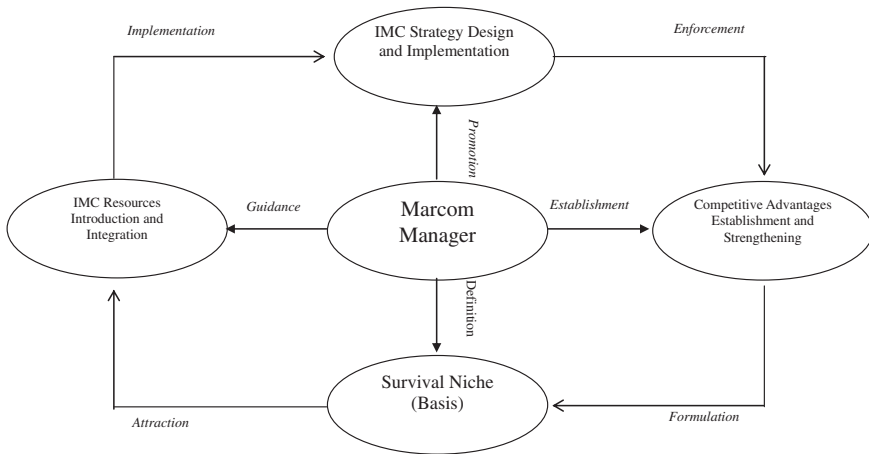 Implementation
IMC Strategy Design
and Implementation
Enforcement
Promotion
IMC Resources
Introduction and
Integration
Guidance
Marcom
Manager
Establishment
Competitive Advantages
Establishment and
Strengthening
Definition
Survival Niche
(Basis)
Attraction
Formulation